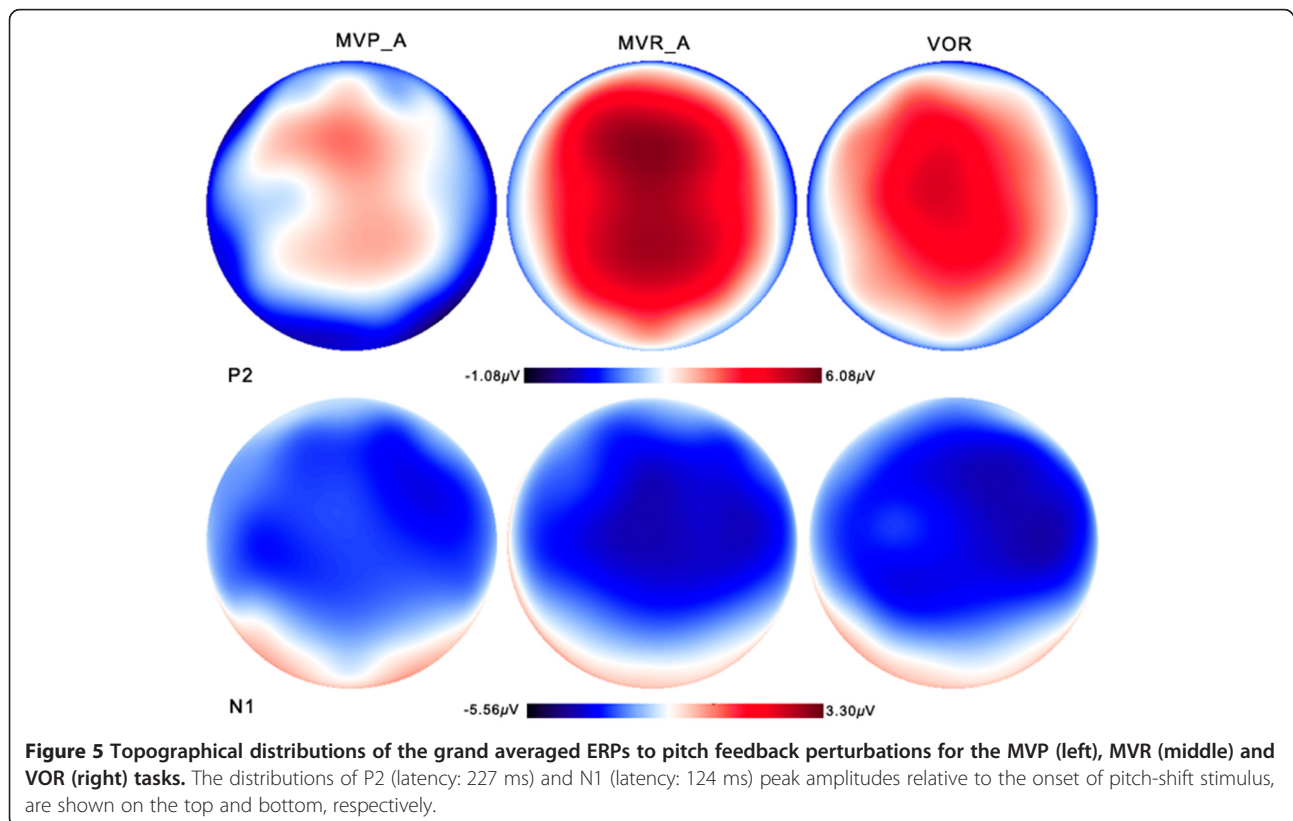 MVP_A MVR_A VOR
P2 -1.08µV 6.08µV
N1 -5.56µV 3.30µV
Figure 5 Topographical distributions of the grand averaged ERPs to pitch feedback perturbations for the MVP (left), MVR (middle) and
VOR (right) tasks. The distributions of P2 (latency: 227 ms) and N1 (latency: 124 ms) peak amplitudes relative to the onset of pitch-shift stimulus,
are shown on the top and bottom, respectively.